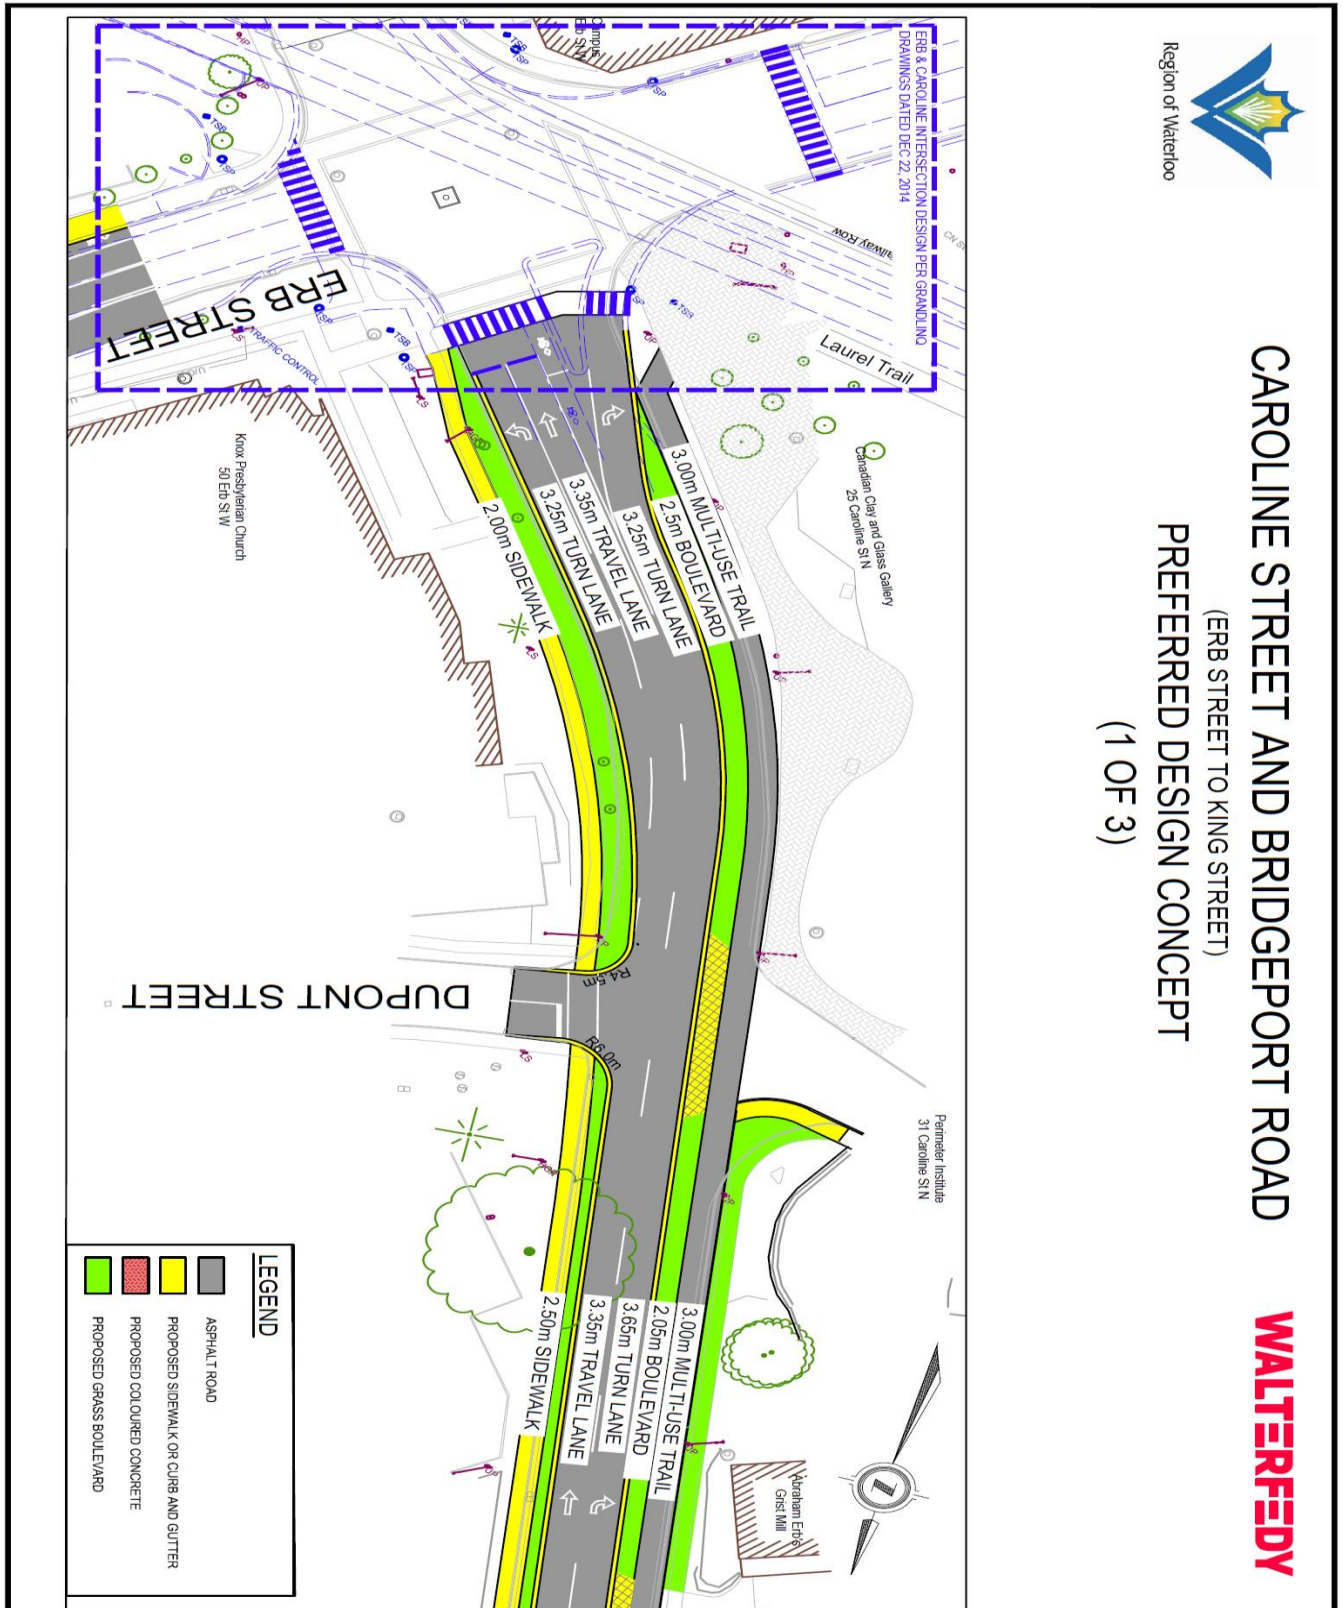 CAROLINE STREET AND BRIDGEPORT ROAD
(ERB STREET TO KING STREET)
PREFERRED DESIGN CONCEPT
(1 OF 3)
Region of Waterloo
WALTERFEDY
ERB & CAROLINE INTERSECTION DESIGN PER GRANDLINQ
DRAWINGS DATED DEC 22, 2014
Campus
Erb St
Railway Row
Laurel Trail
ERB STREET
TRAFFIC CONTROL
Knox Presbyterian Church
50 Erb St W
Canadian Clay and Glass Gallery
25 Caroline St N
3.00m MULTI-USE TRAIL
2.5m BOULEVARD
3.25m TURN LANE
3.35m TRAVEL LANE
3.25m TURN LANE
2.00m SIDEWALK
DUPONT STREET
R4.5m
R6.0m
Perimeter Institute
31 Caroline St N
3.00m MULTI-USE TRAIL
2.05m BOULEVARD
3.65m TURN LANE
3.35m TRAVEL LANE
2.50m SIDEWALK
Abraham Erb's
Grist Mill
LEGEND
ASPHALT ROAD
PROPOSED SIDEWALK OR CURB AND GUTTER
PROPOSED COLOURED CONCRETE
PROPOSED GRASS BOULEVARD